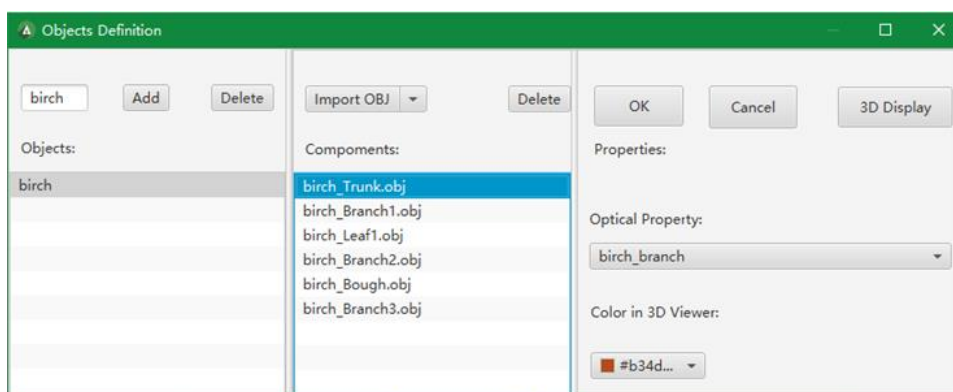 Objects Definition
birch Add Delete
Import OBJ Delete
OK Cancel 3D Display
Objects:
Compoments:
Properties:
birch
birch_Trunk.obj
birch_Branch1.obj
birch_Leaf1.obj
birch_Branch2.obj
birch_Bough.obj
birch_Branch3.obj
Optical Property:
birch_branch
Color in 3D Viewer:
#b34d...